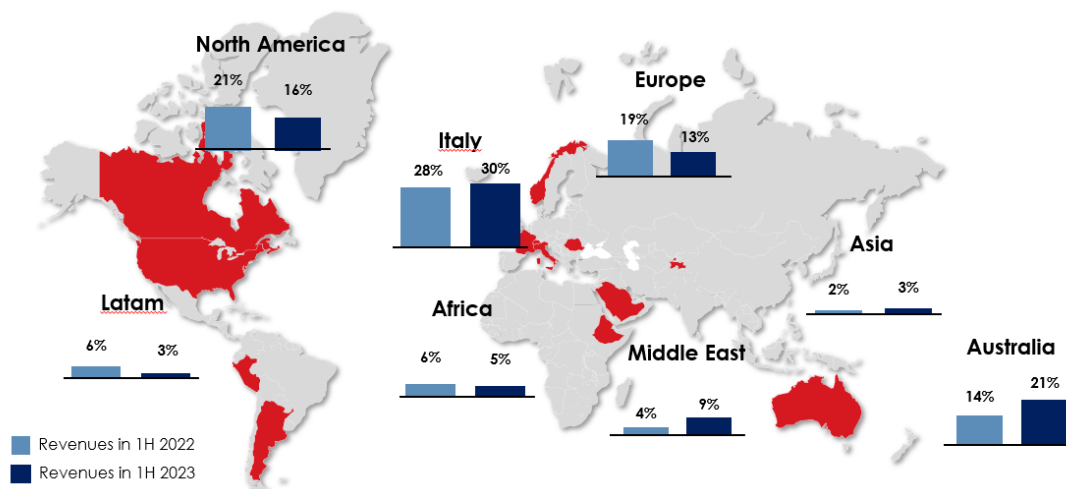 North America
21%
16%
Europe
19%
13%
Italy
28%
30%
Asia
2%
3%
Latam
6%
3%
Africa
6%
5%
Middle East
4%
9%
Australia
14%
21%
Revenues in 1H 2022
Revenues in 1H 2023